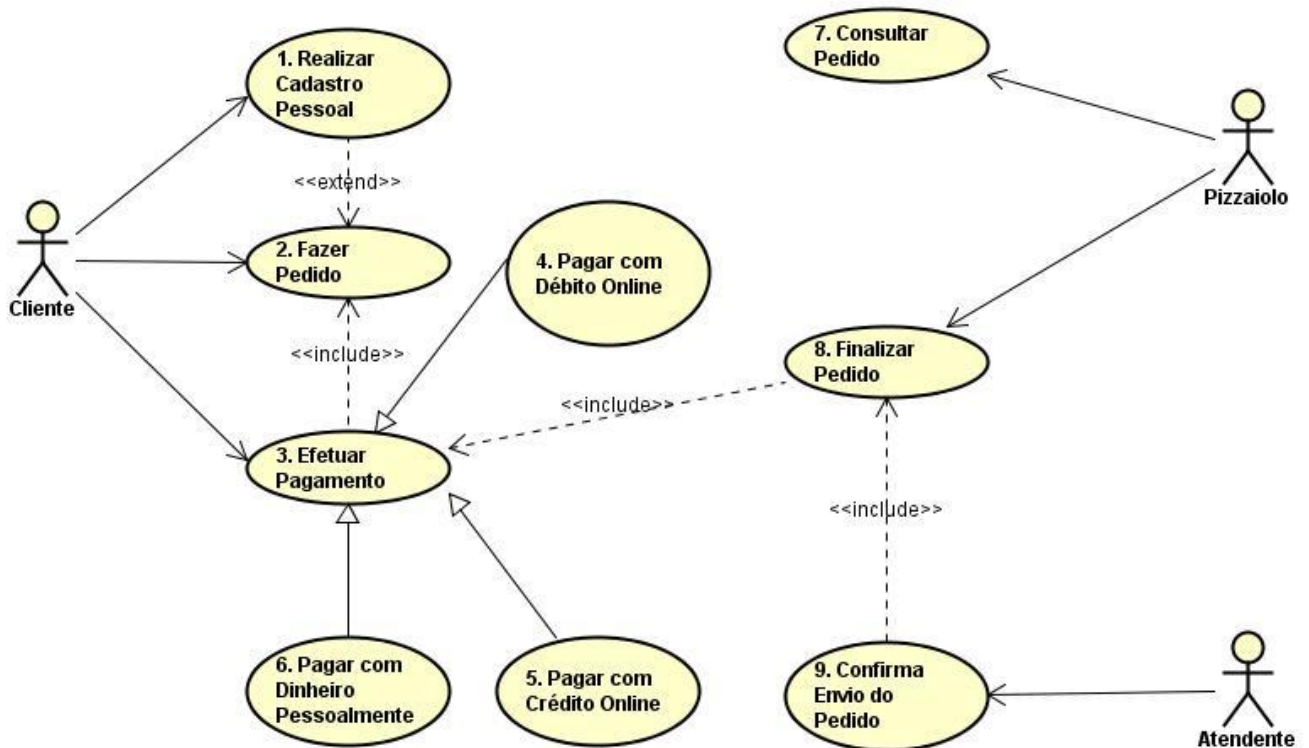 1. Realizar
Cadastro
Pessoal
<<extend>>
2. Fazer
Pedido
<<include>>
3. Efetuar
Pagamento
4. Pagar com
Débito Online
5. Pagar com
Crédito Online
6. Pagar com
Dinheiro
Pessoalmente
Cliente
7. Consultar
Pedido
Pizzaiolo
8. Finalizar
Pedido
<<include>>
<<include>>
9. Confirma
Envio do
Pedido
Atendente